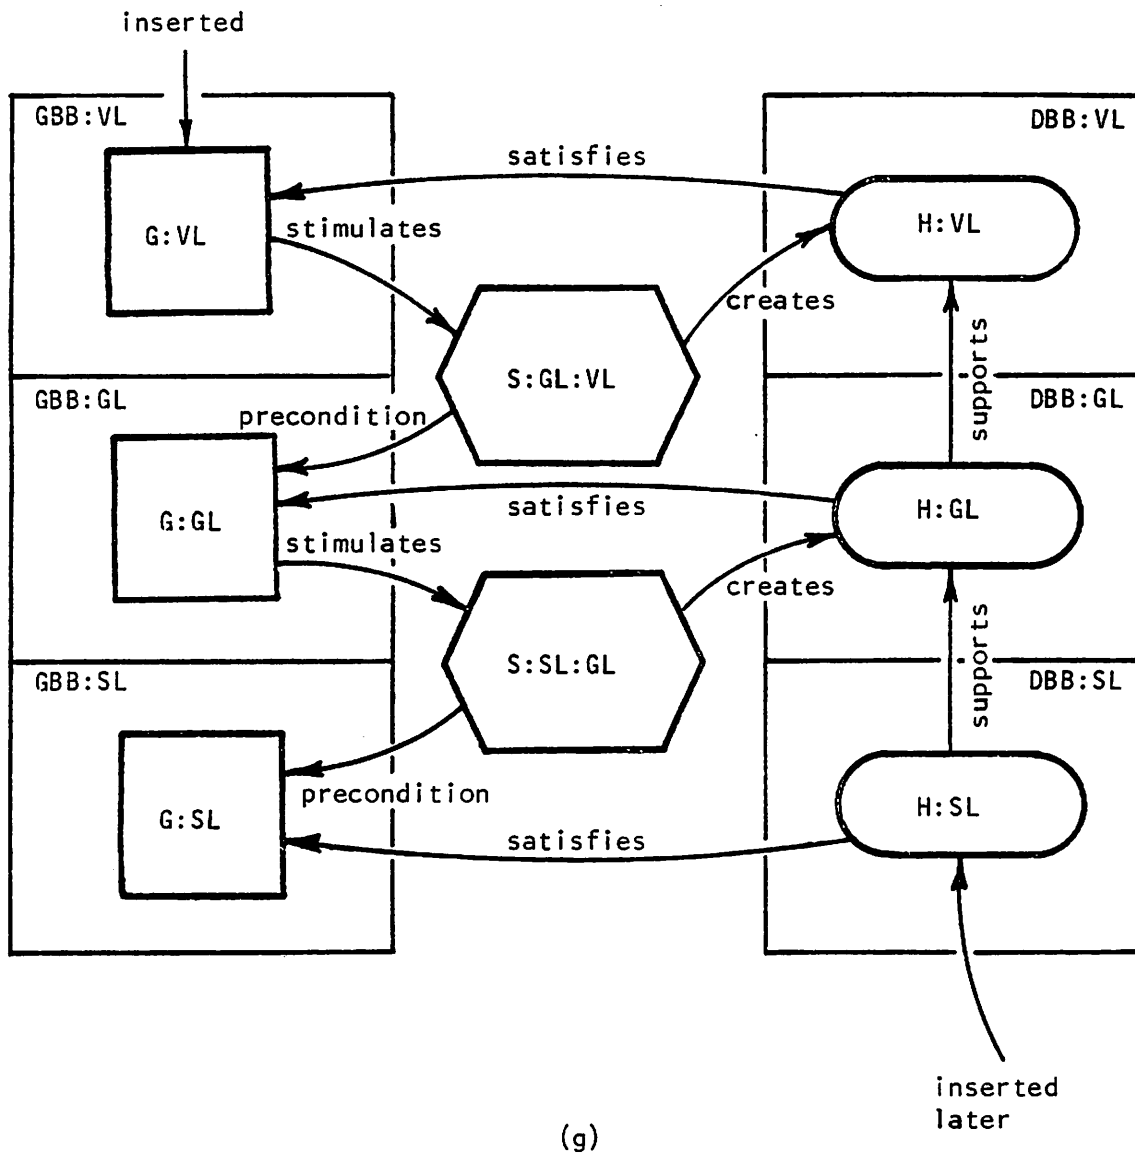 inserted
GBB:VL
DBB:VL
satisfies
G:VL
stimulates
H:VL
creates
S:GL:VL
supports
GBB:GL
DBB:GL
precondition
G:GL
satisfies
H:GL
stimulates
creates
S:SL:GL
supports
GBB:SL
DBB:SL
precondition
G:SL
satisfies
H:SL
inserted
later
(g)